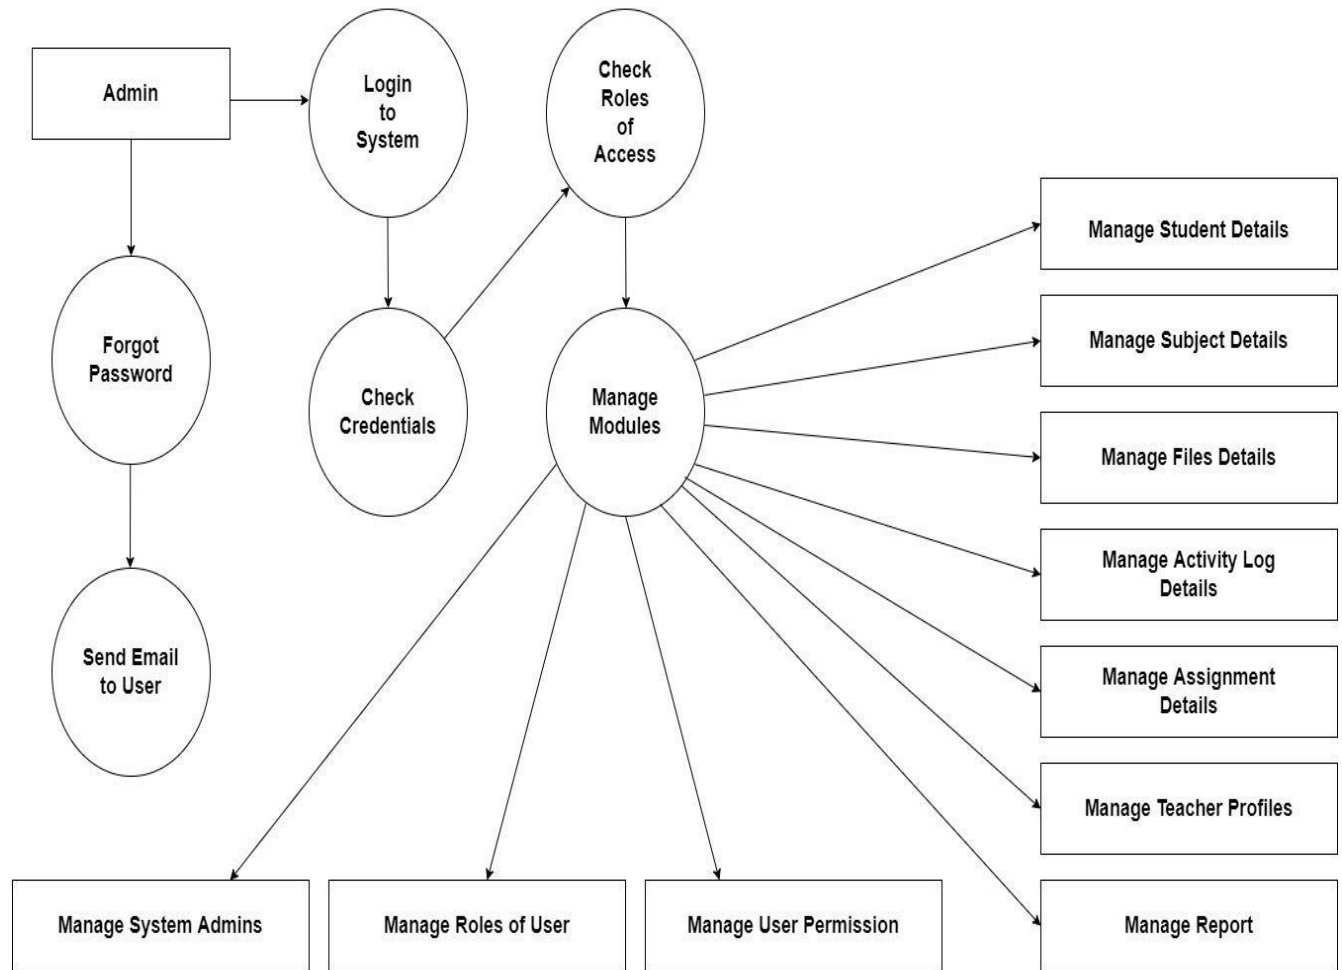 Admin
Login
to
System
Check
Roles
of
Access
Manage Student Details
Forgot
Password
Check
Credentials
Manage
Modules
Manage Subject Details
Manage Files Details
Manage Activity Log
Details
Send Email
to User
Manage Assignment
Details
Manage Teacher Profiles
Manage System Admins
Manage Roles of User
Manage User Permission
Manage Report